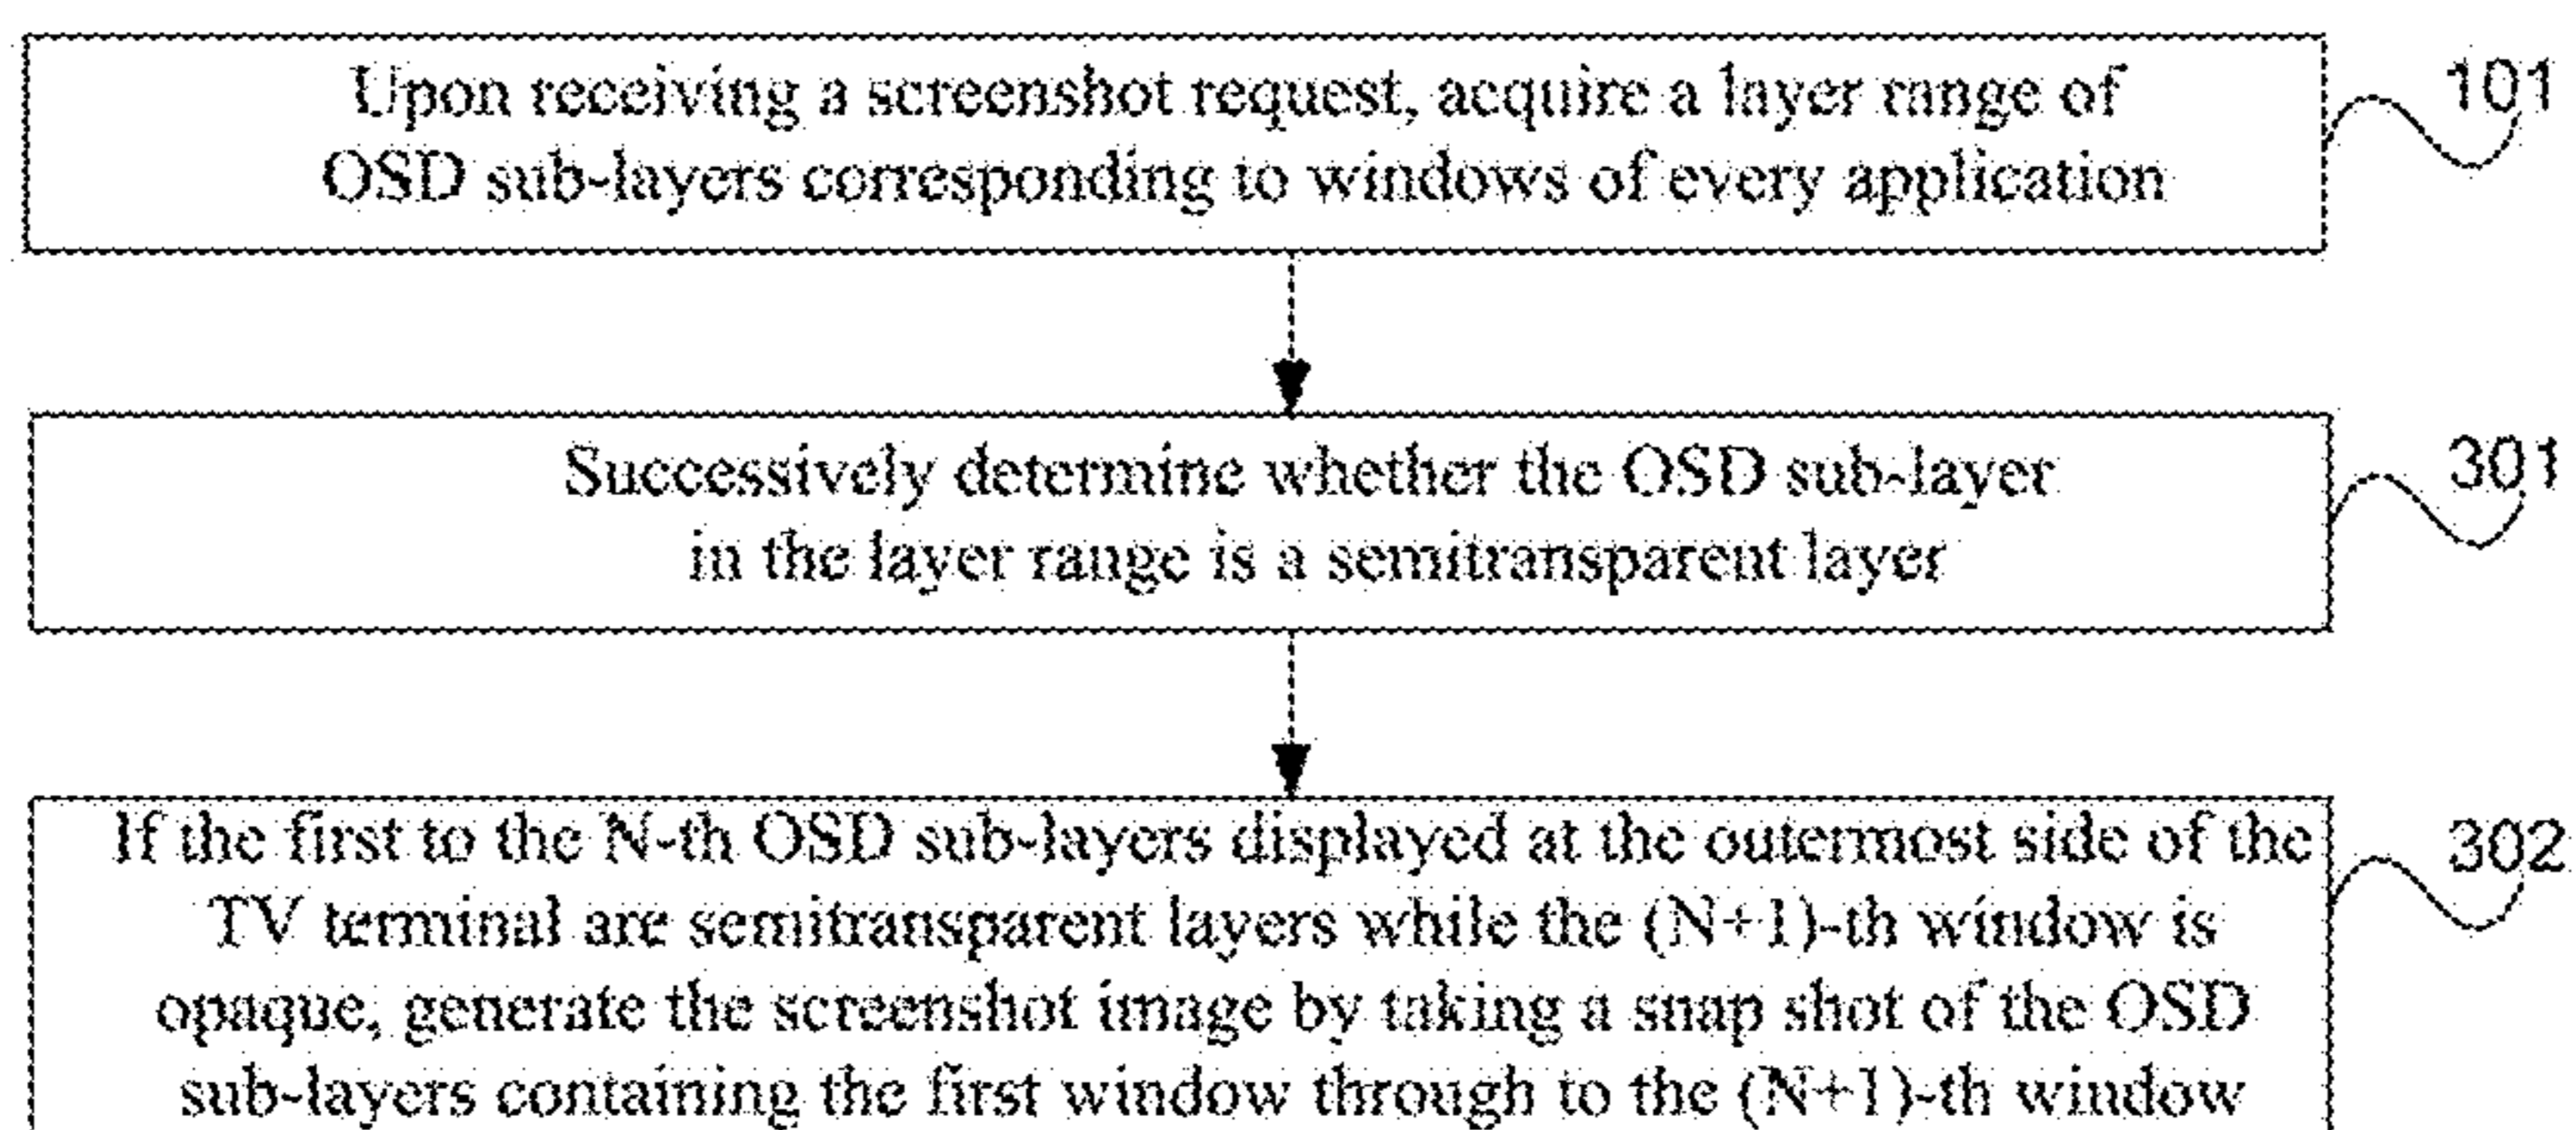 Upon receiving a screenshot request, acquire a layer range of
OSD sub-layers corresponding to windows of every application
101
Successively determine whether the OSD sub-layer
in the layer range is a semitransparent layer
301
If the first to the N-th OSD sub-layers displayed at the outermost side of the
TV terminal are semitransparent layers while the (N+1)-th window is
opaque, generate the screenshot image by taking a snap shot of the OSD
sub-layers containing the first window through to the (N+1)-th window
302